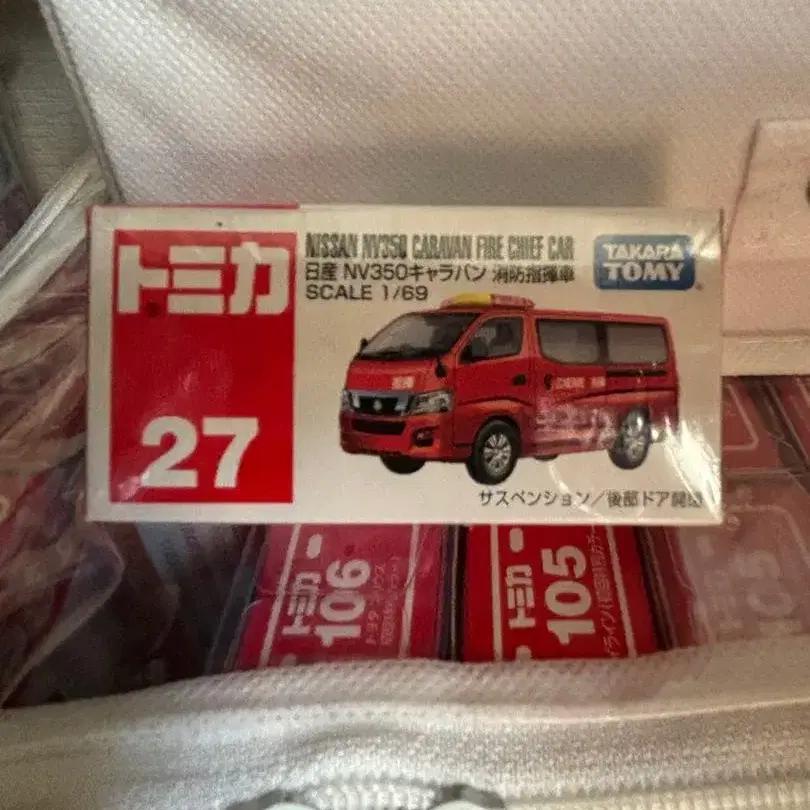 トミカ
27
NISSAN NV350 CARAVAN FIRE CHIEF CAR
日産 NV350キャラバン 消防指揮車
SCALE 1/69
TAKARA
TOMY
サスペンション/後部ドア開閉
トミカ
106
トミカ
105